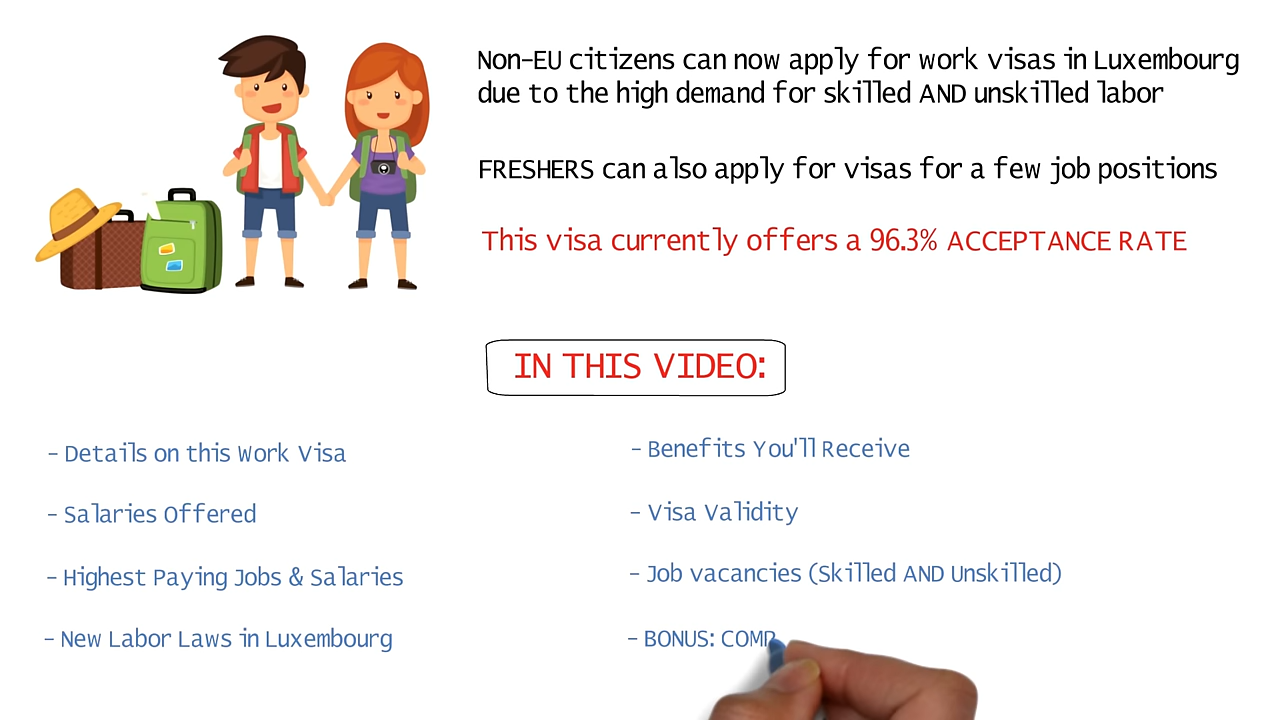 Non-EU citizens can now apply for work visas in Luxembourg
due to the high demand for skilled AND unskilled labor
FRESHERS can also apply for visas for a few job positions
This visa currently offers a 96.3% ACCEPTANCE RATE
IN THIS VIDEO:
- Details on this Work Visa
- Salaries Offered
- Highest Paying Jobs & Salaries
- New Labor Laws in Luxembourg
- Benefits You'll Receive
- Visa Validity
- Job vacancies (Skilled AND Unskilled)
- BONUS: